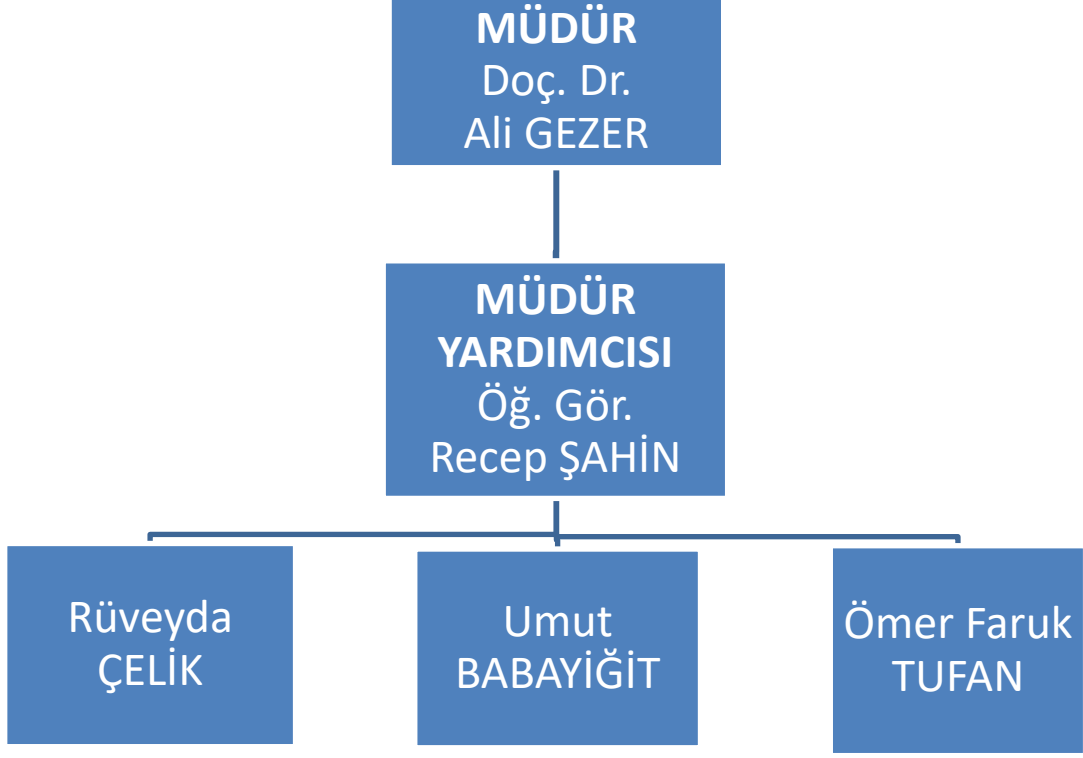 MÜDÜR
Doç. Dr.
Ali GEZER
MÜDÜR
YARDIMCISI
Öğ. Gör.
Recep ŞAHİN
Rüveyda
ÇELİK
Umut
BABAYİĞİT
Ömer Faruk
TUFAN